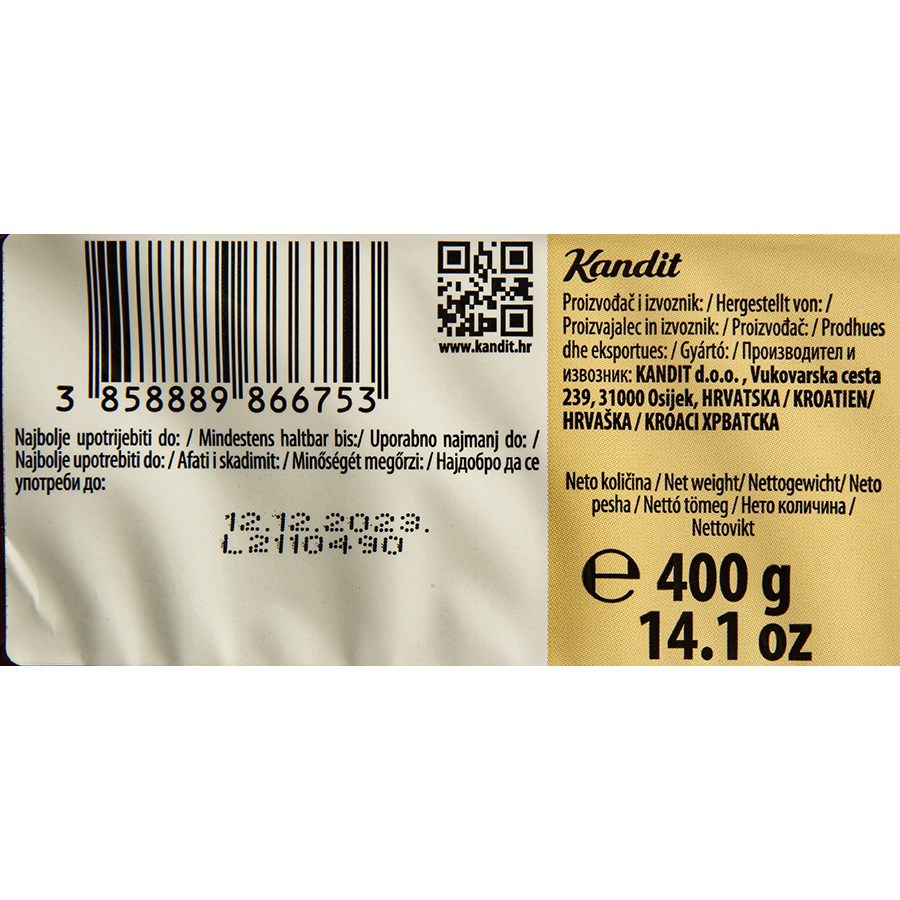 3 858889 866753
www.kandit.hr
Najbolje upotrijebiti do: / Mindestens haltbar bis:/ Uporabno najmanj do: /
Najbolje upotrebiti do: / Afati i skadimit: / Minőségét megőrzi: / Најдобро да се
употреби до:
12.12.2023.
L2110490
Kandit
Proizvođač i izvoznik: / Hergestellt von: /
Proizvajalec in izvoznik: / Proizvođač: / Prodhues
dhe eksportues: / Gyártó: / Производител и
извозник: KANDIT d.o.o. , Vukovarska cesta
239, 31000 Osijek, HRVATSKA / KROATIEN/
HRVAŠKA / KROACI ХРВАТСКА
Neto količina / Net weight/ Nettogewicht/ Neto
pesha / Nettó tömeg / Нето количина /
Nettovikt
℮ 400 g
14.1 oz